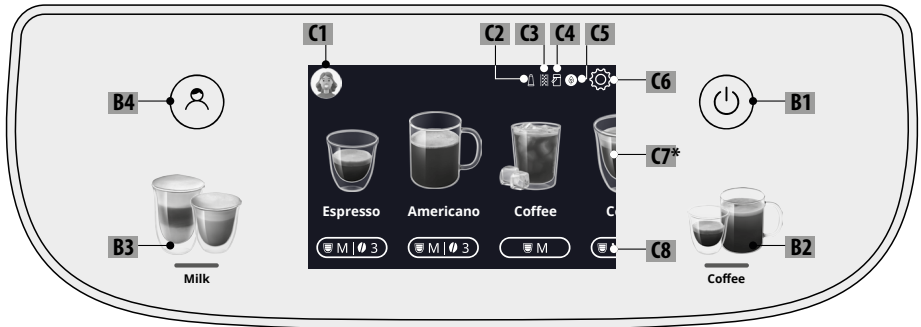 C1
C2
C3
C4
C5
C6
B4
B1
C7*
Espresso
Americano
Coffee
C
M | 3
M | 3
M
B3
C8
B2
Milk
Coffee